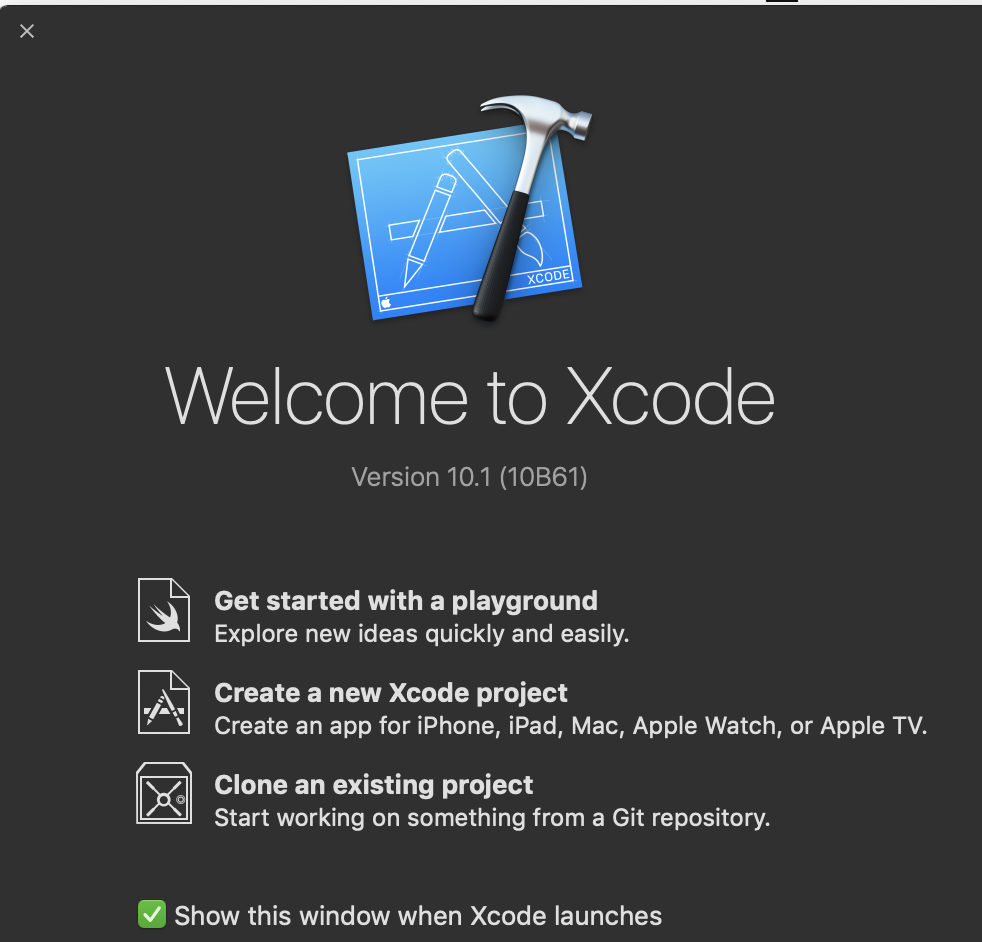 XCODE
Welcome to Xcode
Version 10.1 (10B61)
Get started with a playground
Explore new ideas quickly and easily.
Create a new Xcode project
Create an app for iPhone, iPad, Mac, Apple Watch, or Apple TV.
Clone an existing project
Start working on something from a Git repository.
Show this window when Xcode launches